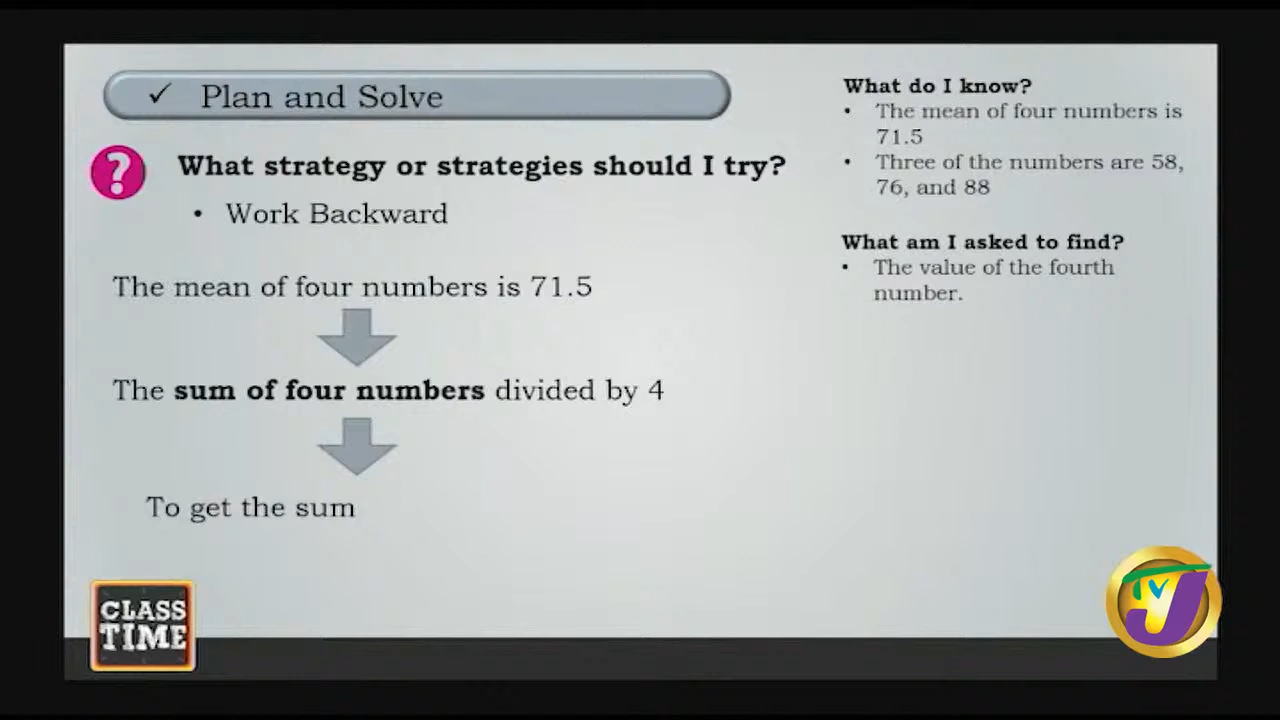 ✓ Plan and Solve
? What strategy or strategies should I try?
• Work Backward
The mean of four numbers is 71.5
The sum of four numbers divided by 4
To get the sum
What do I know?
• The mean of four numbers is
71.5
• Three of the numbers are 58,
76, and 88
What am I asked to find?
• The value of the fourth
number.
CLASS
TIME
TVJ